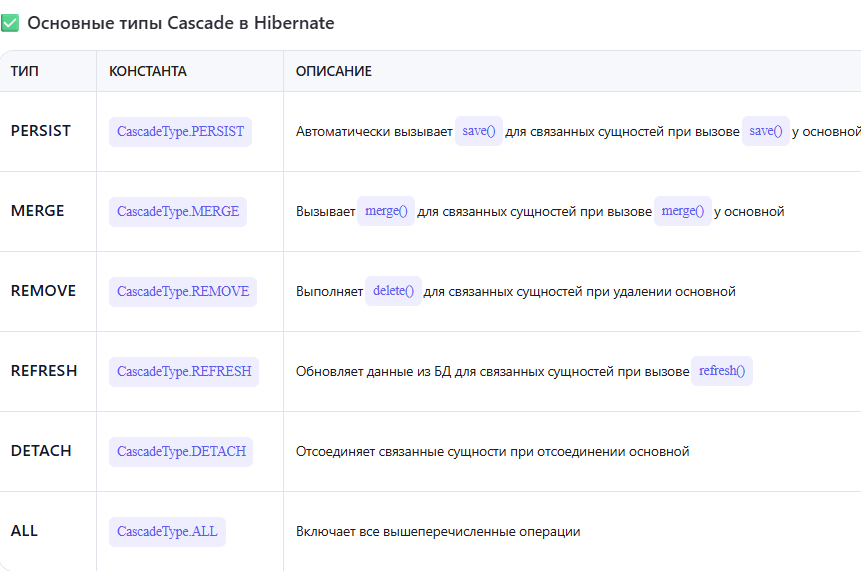 ✅ Основные типы Cascade в Hibernate
ТИП КОНСТАНТА ОПИСАНИЕ
PERSIST CascadeType.PERSIST Автоматически вызывает save() для связанных сущностей при вызове save() у основной
MERGE CascadeType.MERGE Вызывает merge() для связанных сущностей при вызове merge() у основной
REMOVE CascadeType.REMOVE Выполняет delete() для связанных сущностей при удалении основной
REFRESH CascadeType.REFRESH Обновляет данные из БД для связанных сущностей при вызове refresh()
DETACH CascadeType.DETACH Отсоединяет связанные сущности при отсоединении основной
ALL CascadeType.ALL Включает все вышеперечисленные операции